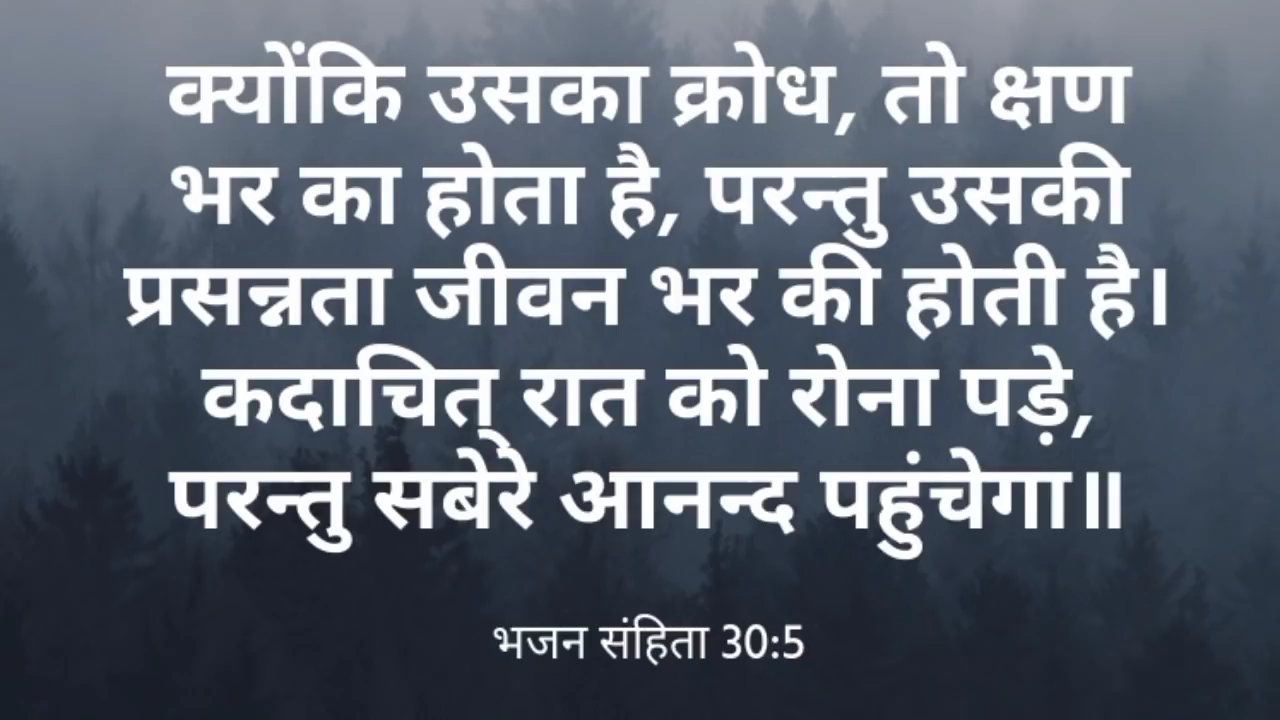 क्योंकि उसका क्रोध, तो क्षण
भर का होता है, परन्तु उसकी
प्रसन्नता जीवन भर की होती है।
कदाचित् रात को रोना पड़े,
परन्तु सबेरे आनन्द पहुंचेगा॥
भजन संहिता 30:5